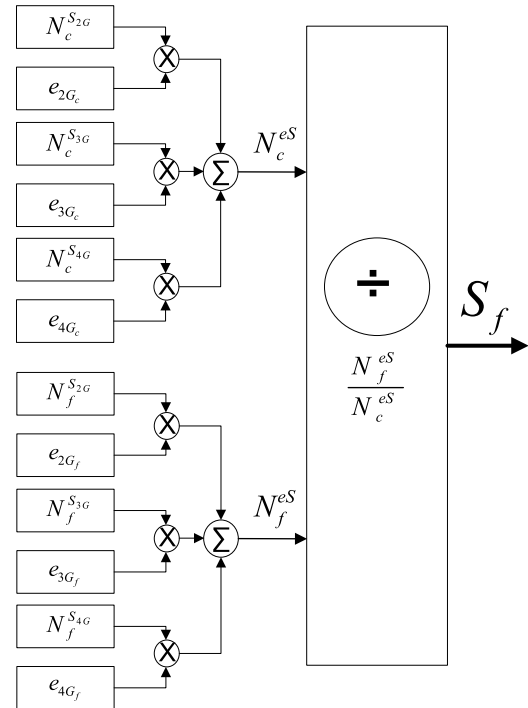 N_c^{S_{2G}}
X
e_{2G_c}
N_c^{S_{3G}}
X
e_{3G_c}
Σ
N_c^{eS}
N_c^{S_{4G}}
X
e_{4G_c}
÷
N_f^{eS}
N_c^{eS}
S_f
N_f^{S_{2G}}
X
e_{2G_f}
N_f^{S_{3G}}
X
e_{3G_f}
Σ
N_f^{eS}
N_f^{S_{4G}}
X
e_{4G_f}